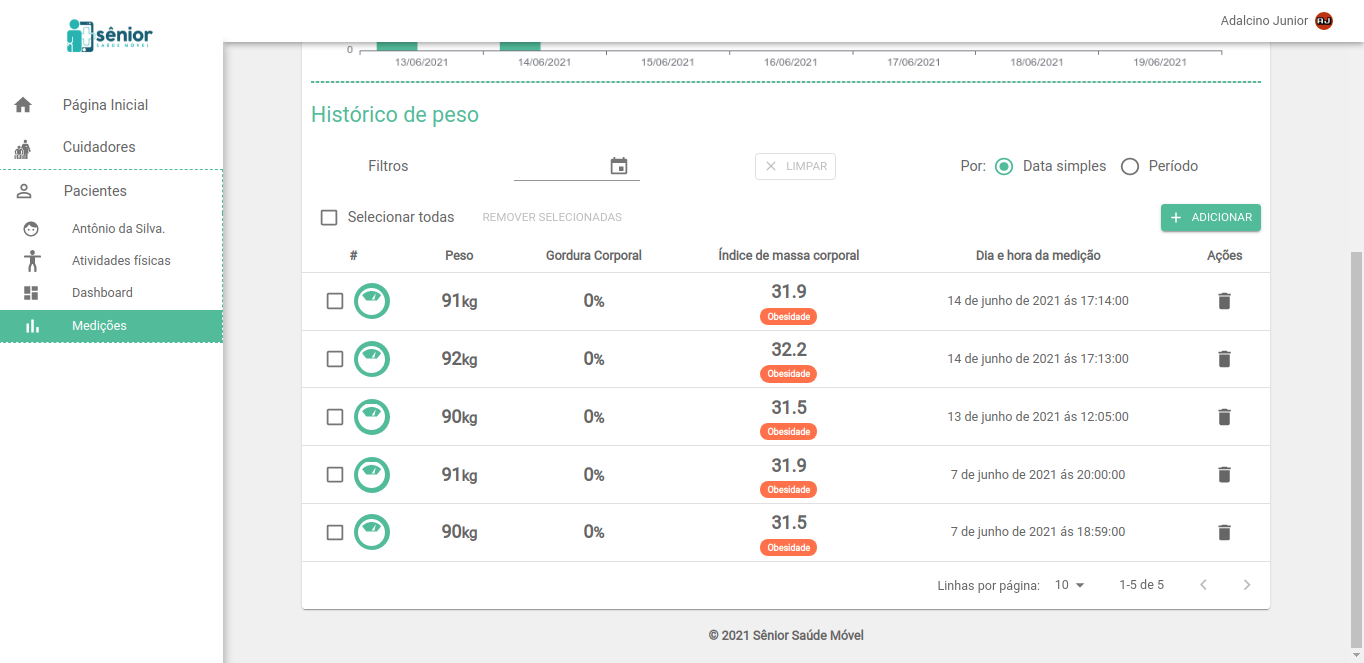 Adalcino Junior AJ
sênior
SAÚDE MÓVEL
Página Inicial
Cuidadores
Pacientes
Antônio da Silva.
Atividades físicas
Dashboard
Medições
0
13/06/2021 14/06/2021 15/06/2021 16/06/2021 17/06/2021 18/06/2021 19/06/2021
Histórico de peso
Filtros LIMPAR Por: Data simples Período
Selecionar todas REMOVER SELECIONADAS + ADICIONAR
# Peso Gordura Corporal Índice de massa corporal Dia e hora da medição Ações
91kg 0% 31.9 14 de junho de 2021 ás 17:14:00
Obesidade
92kg 0% 32.2 14 de junho de 2021 ás 17:13:00
Obesidade
90kg 0% 31.5 13 de junho de 2021 ás 12:05:00
Obesidade
91kg 0% 31.9 7 de junho de 2021 ás 20:00:00
Obesidade
90kg 0% 31.5 7 de junho de 2021 ás 18:59:00
Obesidade
Linhas por página: 10 1-5 de 5
© 2021 Sênior Saúde Móvel